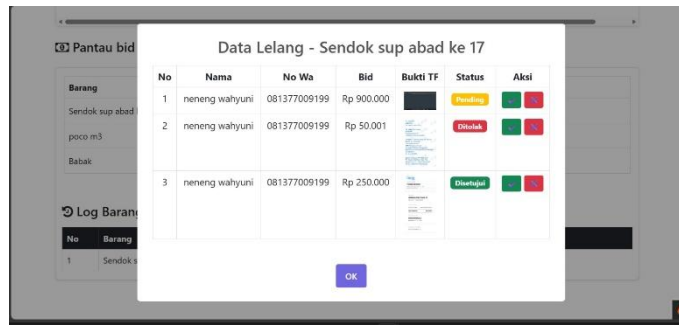 Pantau bid
Barang
Sendok sup abad
poco m3
Babak
Log Barang
No Barang
1 Sendok s
Data Lelang - Sendok sup abad ke 17
No Nama No Wa Bid Bukti TF Status Aksi
1 neneng wahyuni 081377009199 Rp 900.000 Pending
2 neneng wahyuni 081377009199 Rp 50.001 Ditolak
3 neneng wahyuni 081377009199 Rp 250.000 Disetujui
OK